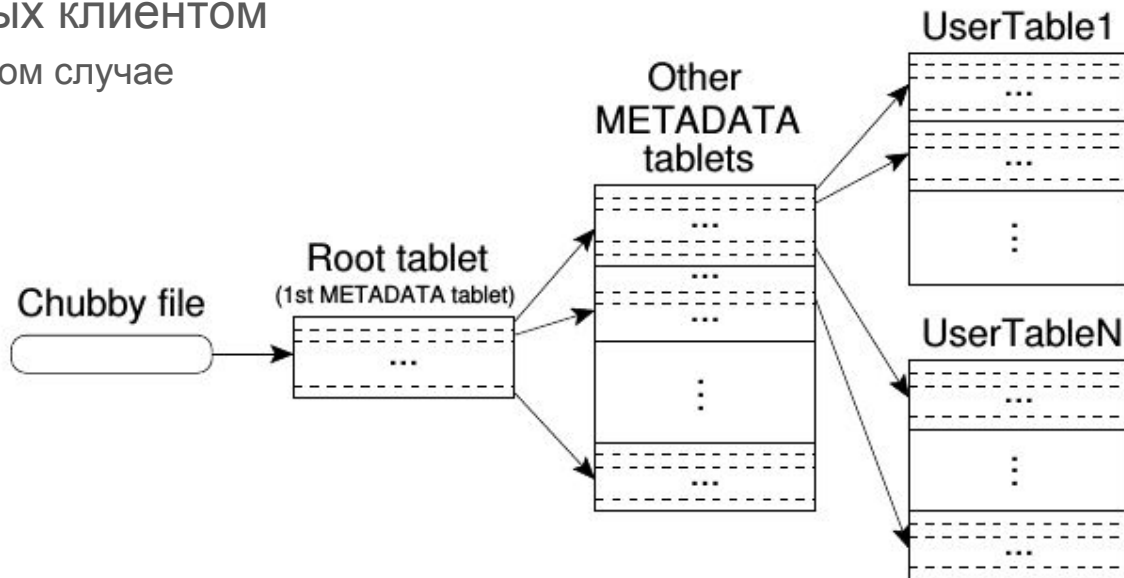 ых клиентом
ом случае
Chubby file
Root tablet
(1st METADATA tablet)
...
Other
METADATA
tablets
...
...
...
...
...
UserTable1
...
...
...
UserTableN
...
...
...